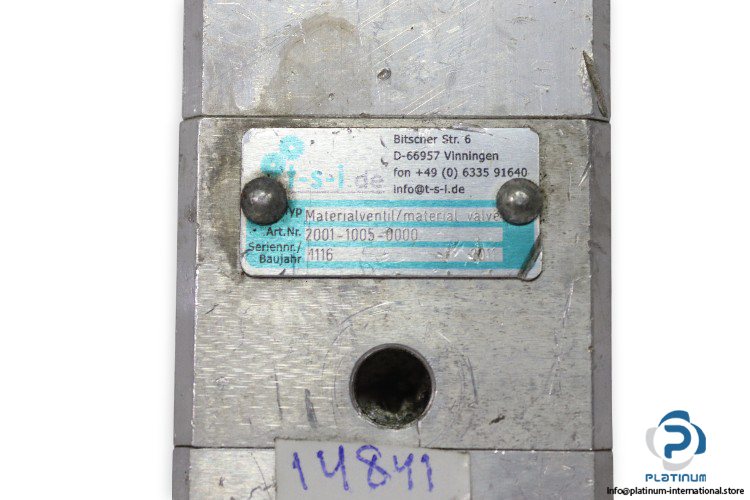 Bitscher Str. 6
D-66957 Vinningen
fon +49 (0) 6335 91640
info@t-s-i.de
t-s-i.de
Typ Materialventil/material valve
Art.Nr. 2001-1005-0000
Seriennr./
Baujahr 1116 2011
14841
PLATINUM
info@platinum-international.store